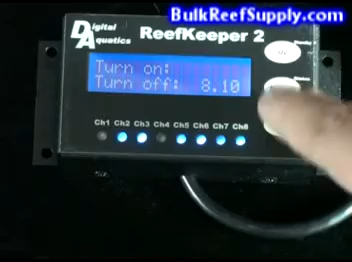 BulkReefSupply.com
Digital Aquatics
ReefKeeper 2
Turn on:
Turn off: 8.10
Ch1 Ch2 Ch3 Ch4 Ch5 Ch6 Ch7 Ch8